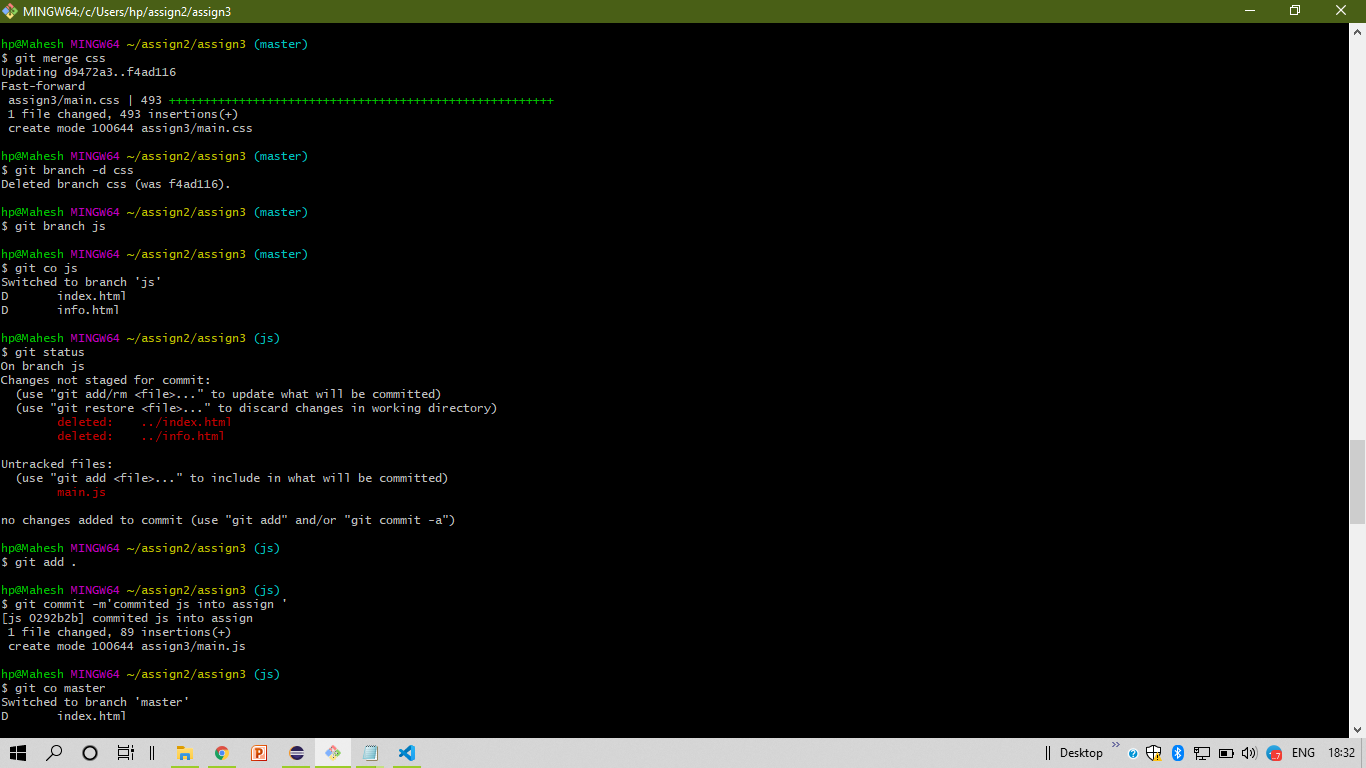 MINGW64:/c/Users/hp/assign2/assign3
hp@Mahesh MINGW64 ~/assign2/assign3 (master)
$ git merge css
Updating d9472a3..f4ad116
Fast-forward
 assign3/main.css | 493 +++++++++++++++++++++++++++++++++++++++++++++++++++++++
 1 file changed, 493 insertions(+)
 create mode 100644 assign3/main.css
hp@Mahesh MINGW64 ~/assign2/assign3 (master)
$ git branch -d css
Deleted branch css (was f4ad116).
hp@Mahesh MINGW64 ~/assign2/assign3 (master)
$ git branch js
hp@Mahesh MINGW64 ~/assign2/assign3 (master)
$ git co js
Switched to branch 'js'
D       index.html
D       info.html
hp@Mahesh MINGW64 ~/assign2/assign3 (js)
$ git status
On branch js
Changes not staged for commit:
  (use "git add/rm <file>..." to update what will be committed)
  (use "git restore <file>..." to discard changes in working directory)
        deleted:    ../index.html
        deleted:    ../info.html
Untracked files:
  (use "git add <file>..." to include in what will be committed)
        main.js
no changes added to commit (use "git add" and/or "git commit -a")
hp@Mahesh MINGW64 ~/assign2/assign3 (js)
$ git add .
hp@Mahesh MINGW64 ~/assign2/assign3 (js)
$ git commit -m'commited js into assign '
[js 0292b2b] commited js into assign
 1 file changed, 89 insertions(+)
 create mode 100644 assign3/main.js
hp@Mahesh MINGW64 ~/assign2/assign3 (js)
$ git co master
Switched to branch 'master'
D       index.html
Desktop
ENG
18:32